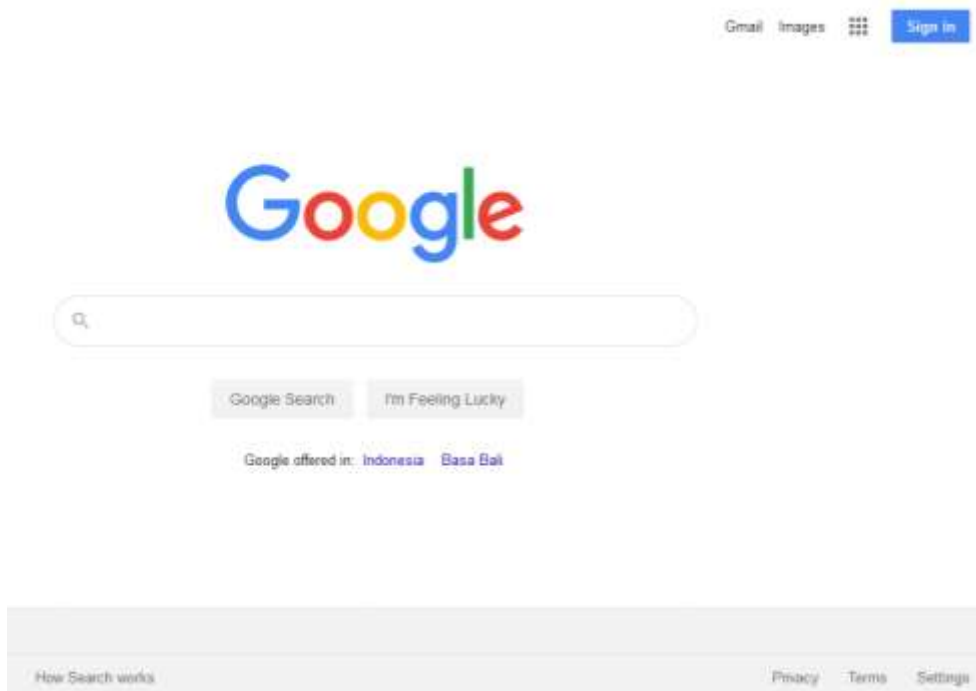 Gmail Images Sign in
Google
Google Search I'm Feeling Lucky
Google offered in: Indonesia Basa Bali
How Search works Privacy Terms Settings